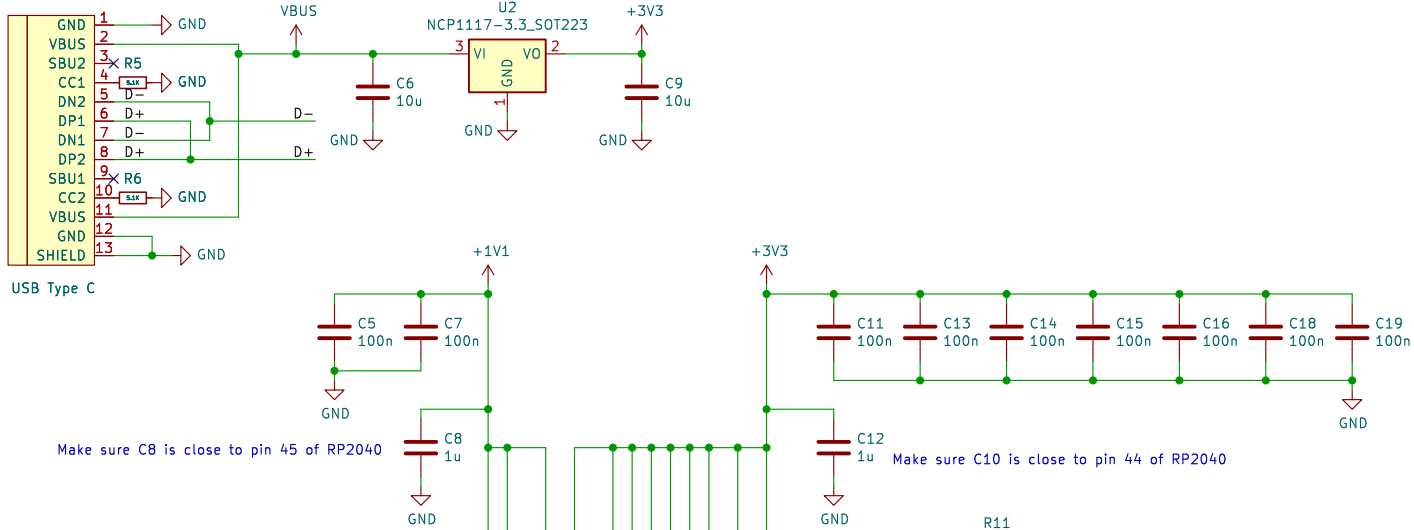 GND 1 GND
VBUS 2
SBU2 3 R5
CC1 4 5.1K GND
DN2 5 D-
DP1 6 D+ D-
DN1 7 D-
DP2 8 D+ D+
SBU1 9 R6
CC2 10 5.1K GND
VBUS 11
GND 12
SHIELD 13 GND
USB Type C
VBUS
C6
10u
GND
U2
NCP1117-3.3_SOT223
3 VI VO 2
GND
1
GND
+3V3
C9
10u
GND
+1V1
C5
100n
C7
100n
GND
C8
1u
GND
Make sure C8 is close to pin 45 of RP2040
+3V3
C11
100n
C13
100n
C14
100n
C15
100n
C16
100n
C18
100n
C19
100n
GND
C12
1u
GND
Make sure C10 is close to pin 44 of RP2040
R11